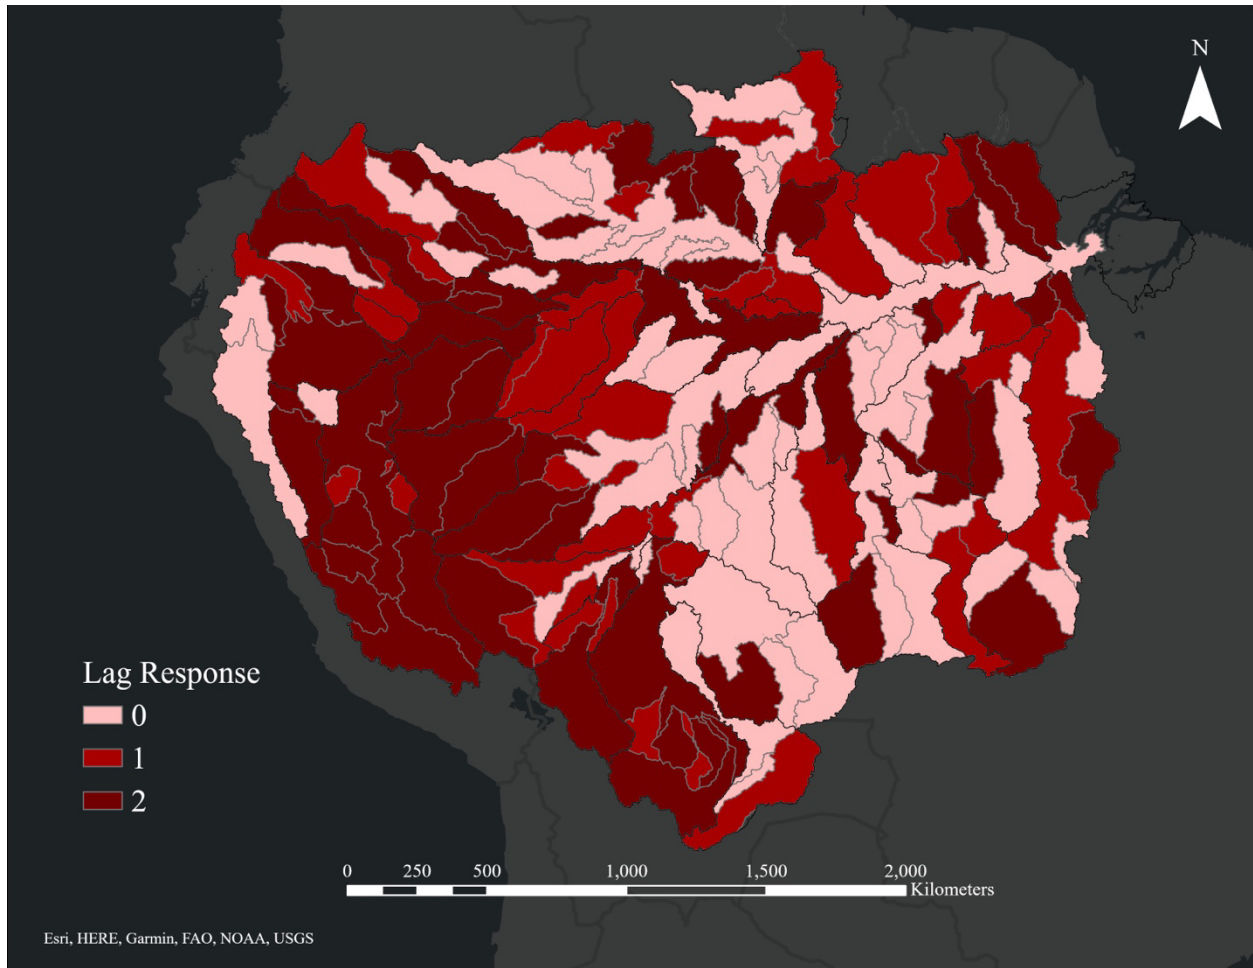 N
Lag Response
0
1
2
0 250 500 1,000 1,500 2,000
Kilometers
Esri, HERE, Garmin, FAO, NOAA, USGS